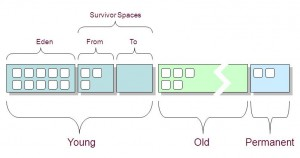 Survivor Spaces
Eden From To
Young Old Permanent